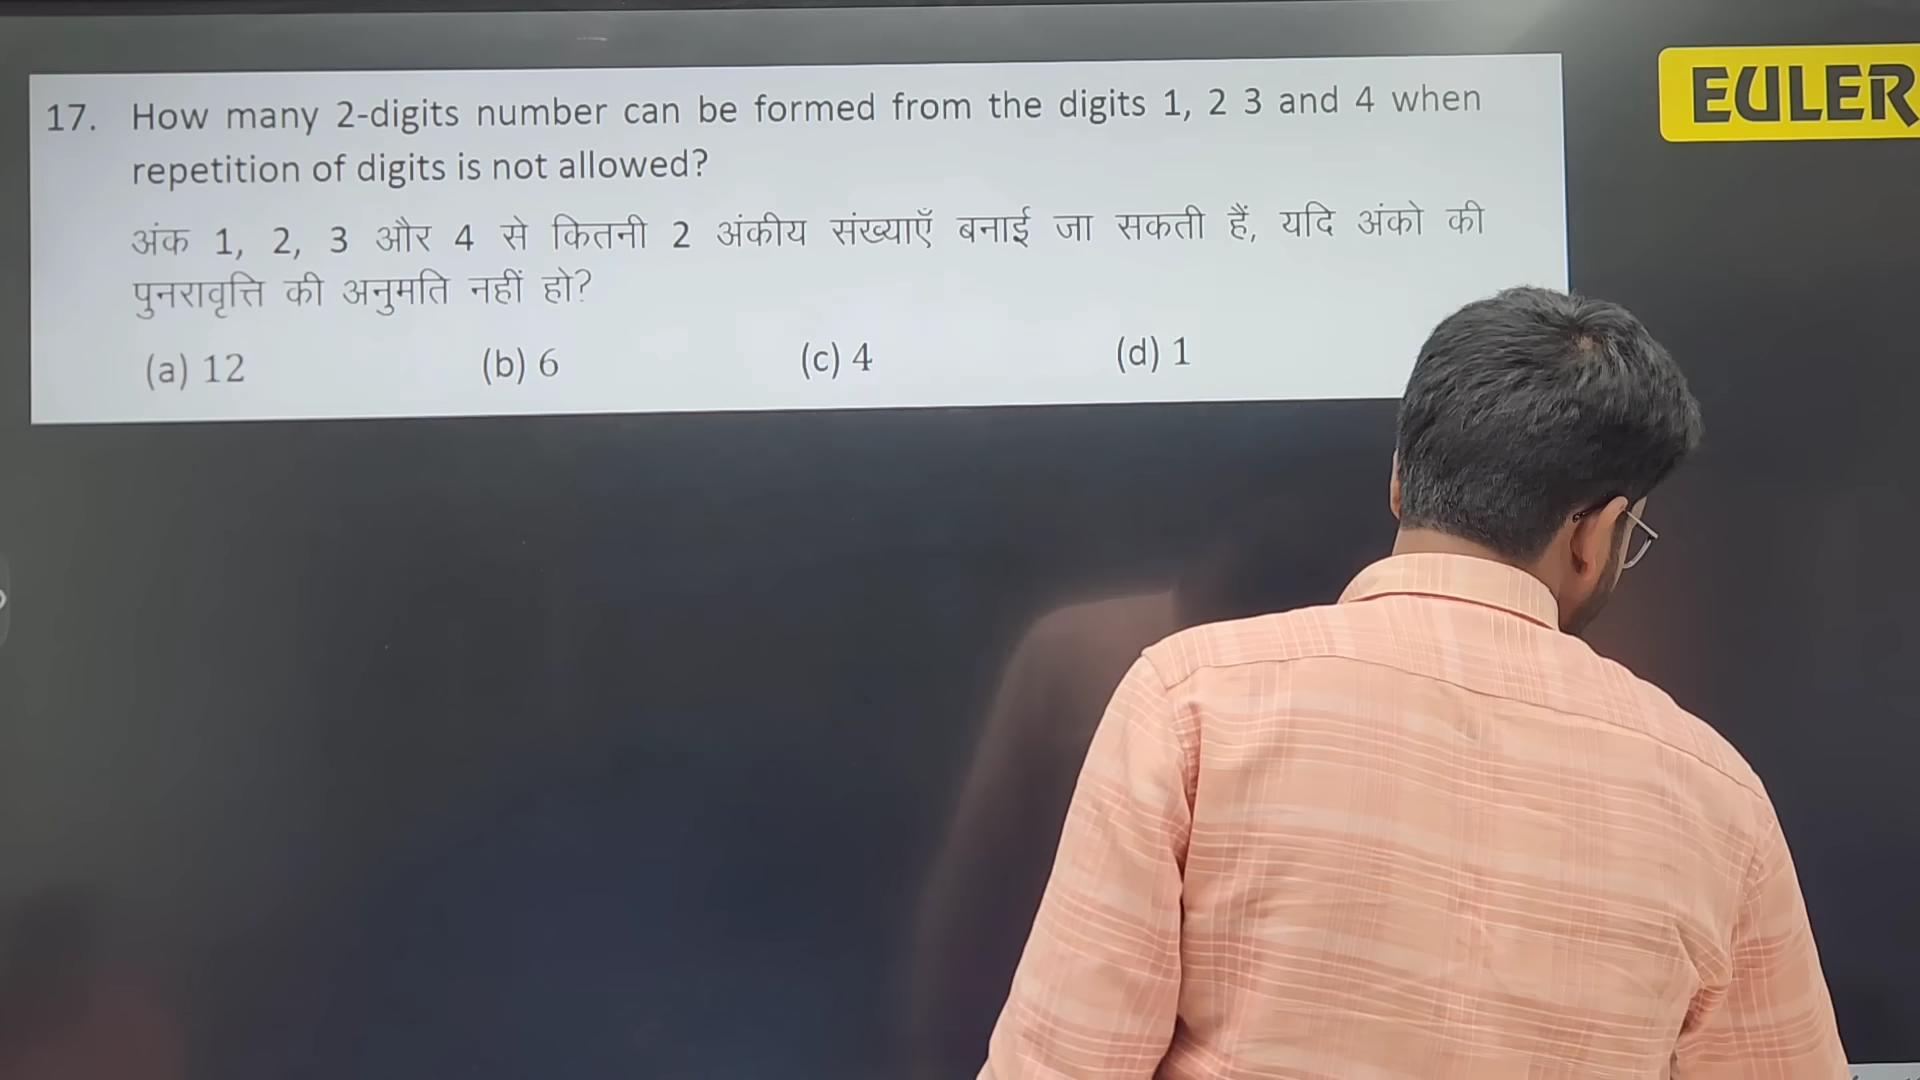 EULER
17. How many 2-digits number can be formed from the digits 1, 2 3 and 4 when
repetition of digits is not allowed?
अंक 1, 2, 3 और 4 से कितनी 2 अंकीय संख्याएँ बनाई जा सकती हैं, यदि अंको की
पुनरावृत्ति की अनुमति नहीं हो?
(a) 12 (b) 6 (c) 4 (d) 1